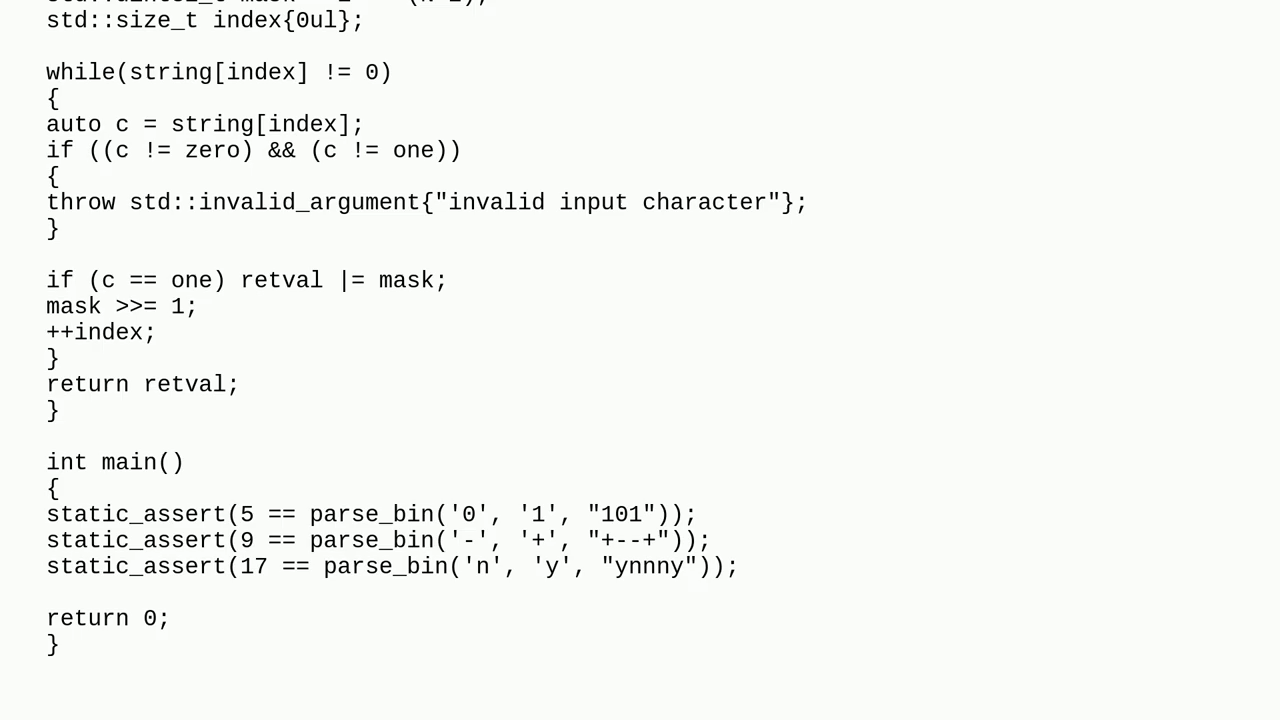 std::size_t index{0ul};
while(string[index] != 0)
{
auto c = string[index];
if ((c != zero) && (c != one))
{
throw std::invalid_argument{"invalid input character"};
}
if (c == one) retval |= mask;
mask >>= 1;
++index;
}
return retval;
}
int main()
{
static_assert(5 == parse_bin('0', '1', "101"));
static_assert(9 == parse_bin('-', '+', "+--+"));
static_assert(17 == parse_bin('n', 'y', "ynnny"));
return 0;
}